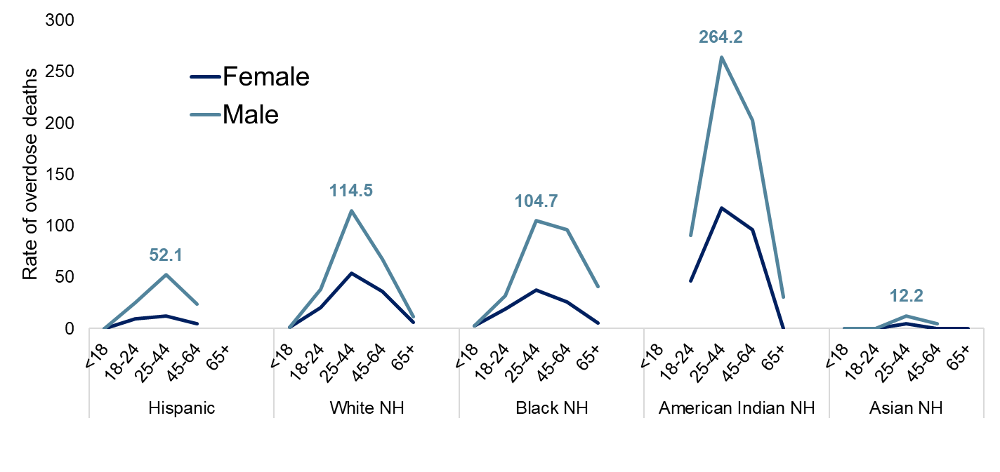 300
250
200
150
100
50
0
Rate of overdose deaths
Female
Male
52.1
114.5
104.7
264.2
12.2
<18 18-24 25-44 45-64 65+ <18 18-24 25-44 45-64 65+ <18 18-24 25-44 45-64 65+ <18 18-24 25-44 45-64 65+ <18 18-24 25-44 45-64 65+
Hispanic White NH Black NH American Indian NH Asian NH